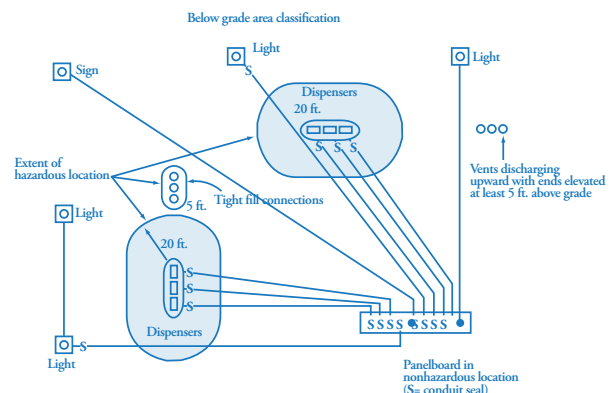 Below grade area classification
Light
S
Sign
Light
Dispensers
20 ft.
S S S
Vents discharging
upward with ends elevated
at least 5 ft. above grade
Extent of
hazardous location
5 ft.
Tight fill connections
Light
20 ft.
S
S
S
Dispensers
S S S S S S S S
S
Light
Panelboard in
nonhazardous location
(S= conduit seal)